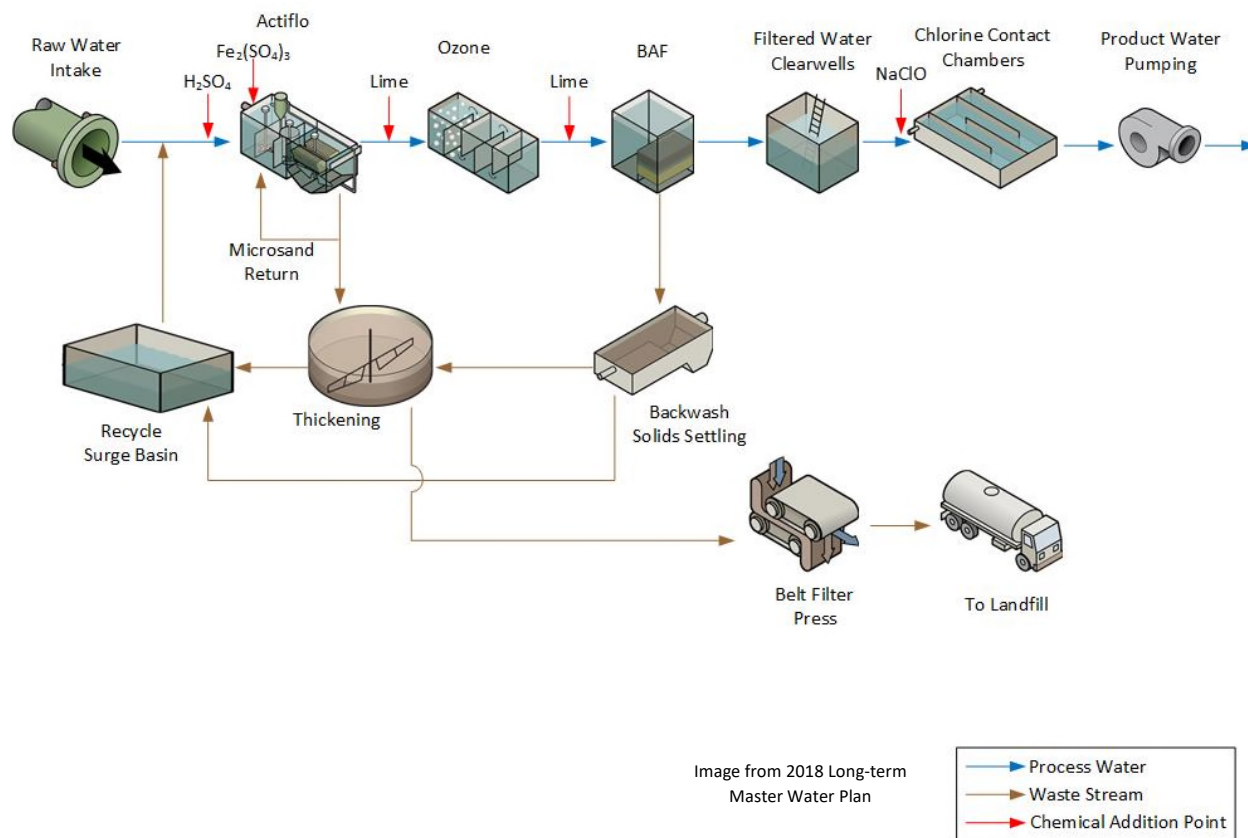 Actiflo
Raw Water
Intake
Fe₂(SO₄)₃
H₂SO₄
Lime
Ozone
Lime
BAF
Filtered Water
Clearwells
NaClO
Chlorine Contact
Chambers
Product Water
Pumping
Microsand
Return
Recycle
Surge Basin
Thickening
Backwash
Solids Settling
Belt Filter
Press
To Landfill
Image from 2018 Long-term
Master Water Plan
Process Water
Waste Stream
Chemical Addition Point